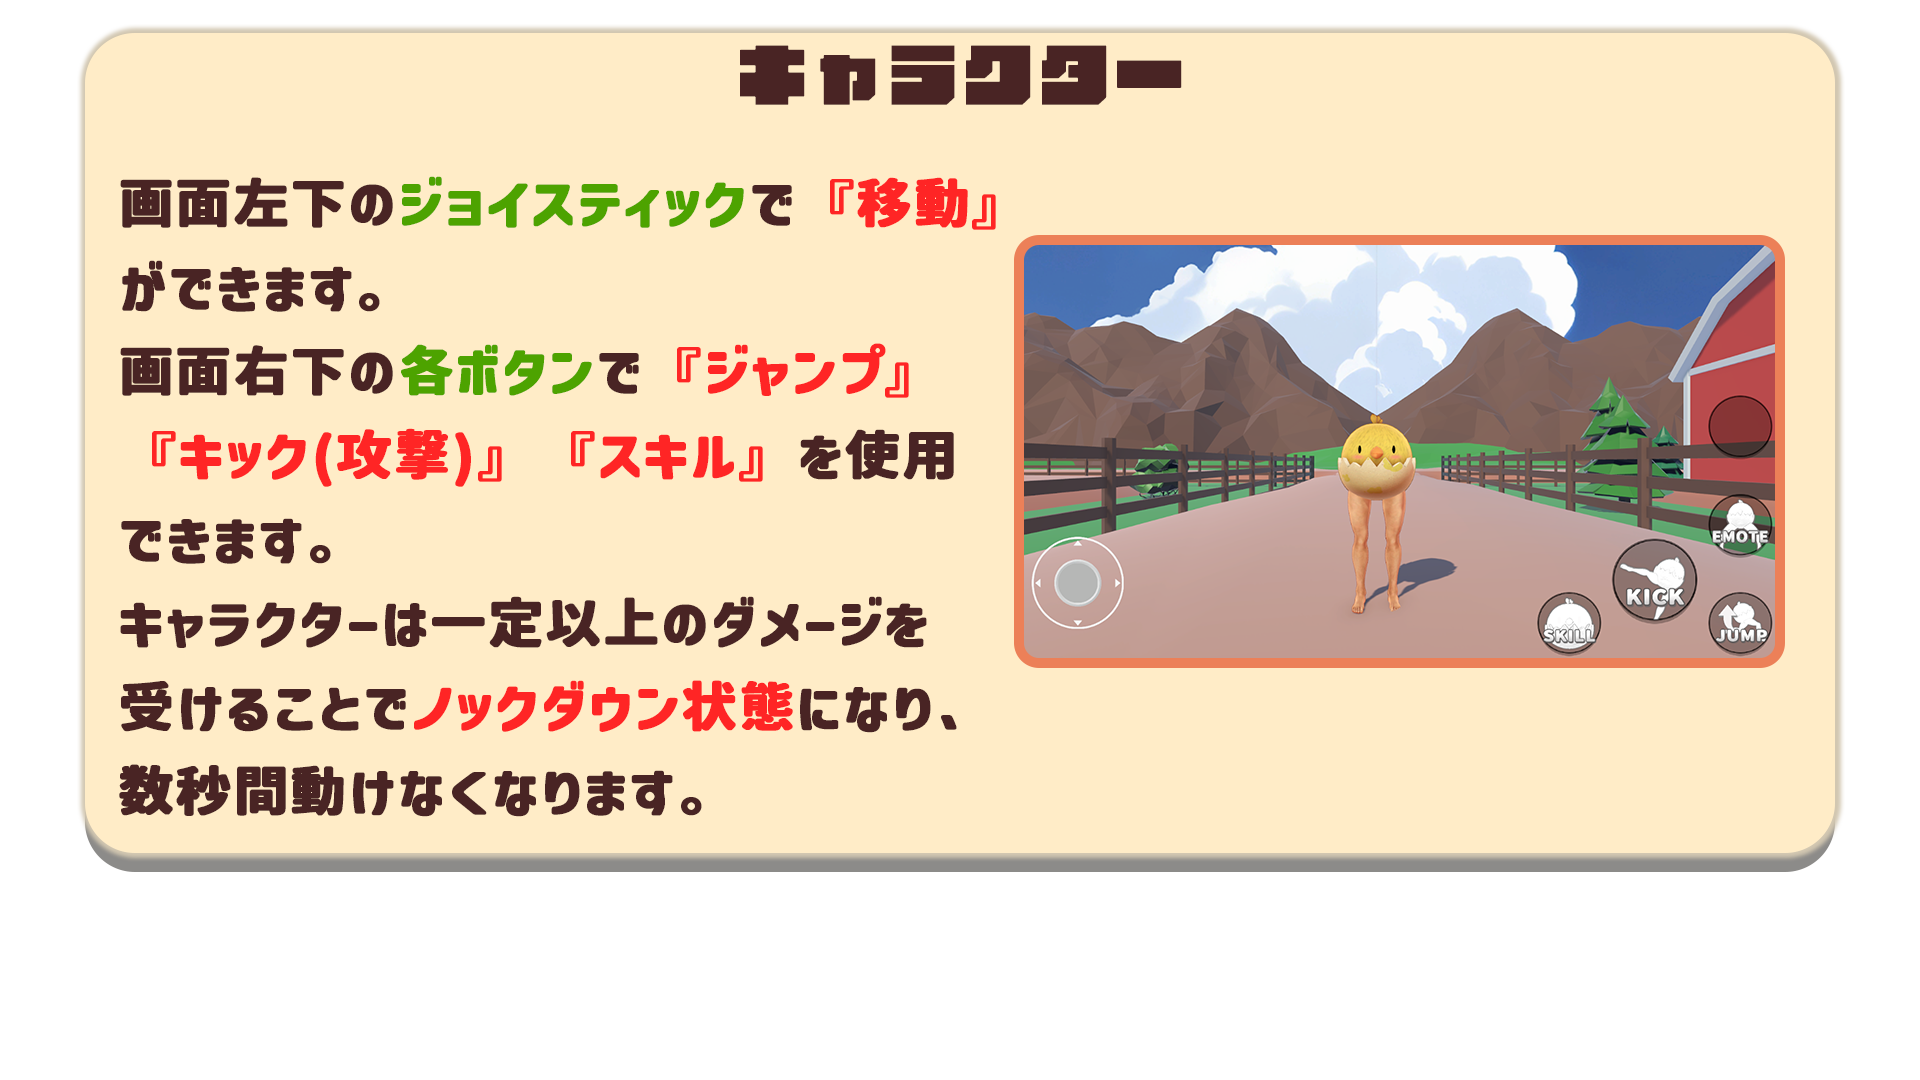 キャラクター
画面左下のジョイスティックで『移動』
ができます。
画面右下の各ボタンで『ジャンプ』
『キック(攻撃)』『スキル』を使用
できます。
キャラクターは一定以上のダメージを
受けることでノックダウン状態になり、
数秒間動けなくなります。
EMOTE
KICK
SKILL
JUMP